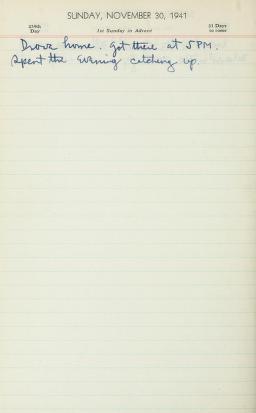 SUNDAY, NOVEMBER 30, 1941
334th
Day
1st Sunday in Advent
31 Days
to come
Drove home. Got there at 5 PM.
Spent the evening catching up.